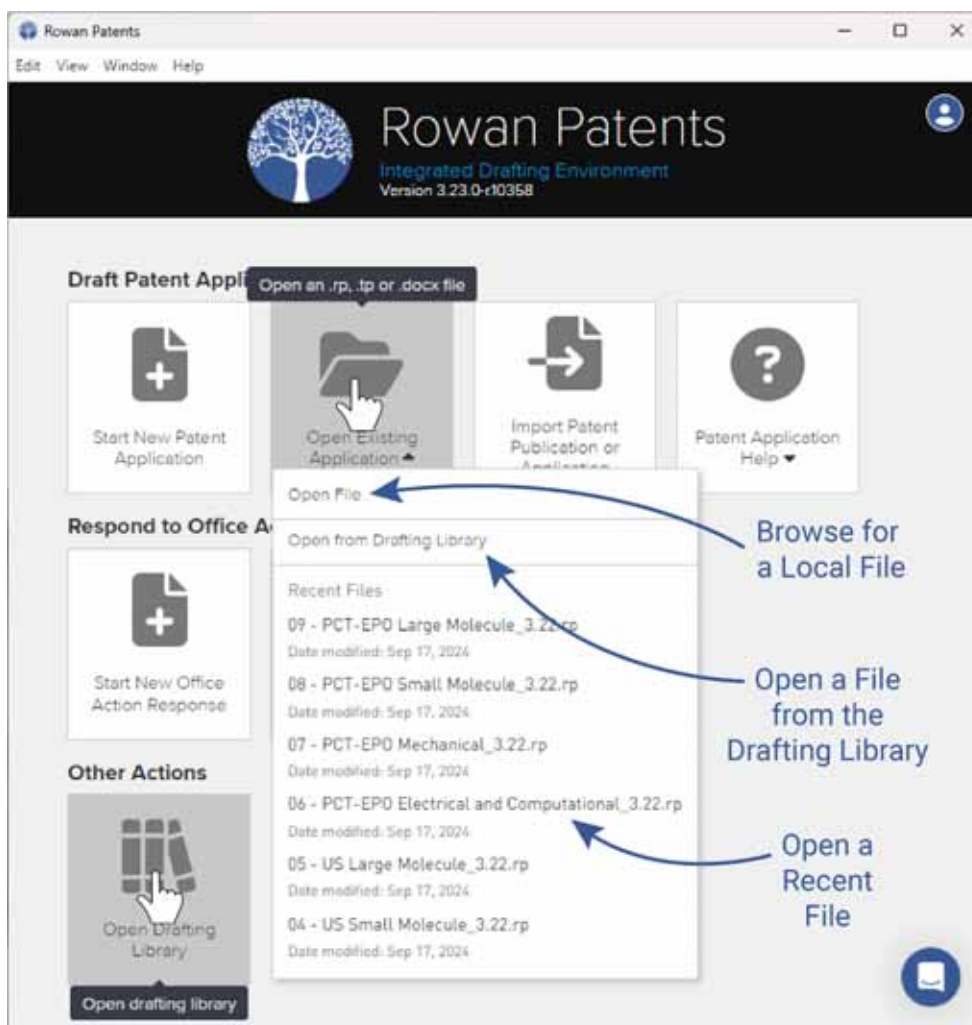 Rowan Patents
Edit View Window Help
Rowan Patents
Integrated Drafting Environment
Version 3.23.0-r10358
Draft Patent Appli
Open an .rp, .tp or .docx file
Start New Patent
Application
Open Existing
Application
Import Patent
Publication or
Application
Patent Application
Help
Open File
Open from Drafting Library
Recent Files
09 - PCT-EPO Large Molecule_3.22.rp
Date modified: Sep 17, 2024
08 - PCT-EPO Small Molecule_3.22.rp
Date modified: Sep 17, 2024
07 - PCT-EPO Mechanical_3.22.rp
Date modified: Sep 17, 2024
06 - PCT-EPO Electrical and Computational_3.22.rp
Date modified: Sep 17, 2024
05 - US Large Molecule_3.22.rp
Date modified: Sep 17, 2024
04 - US Small Molecule_3.22.rp
Date modified: Sep 17, 2024
Browse for
a Local File
Open a File
from the
Drafting Library
Open a
Recent
File
Respond to Office A
Start New Office
Action Response
Other Actions
Open Drafting
Library
Open drafting library